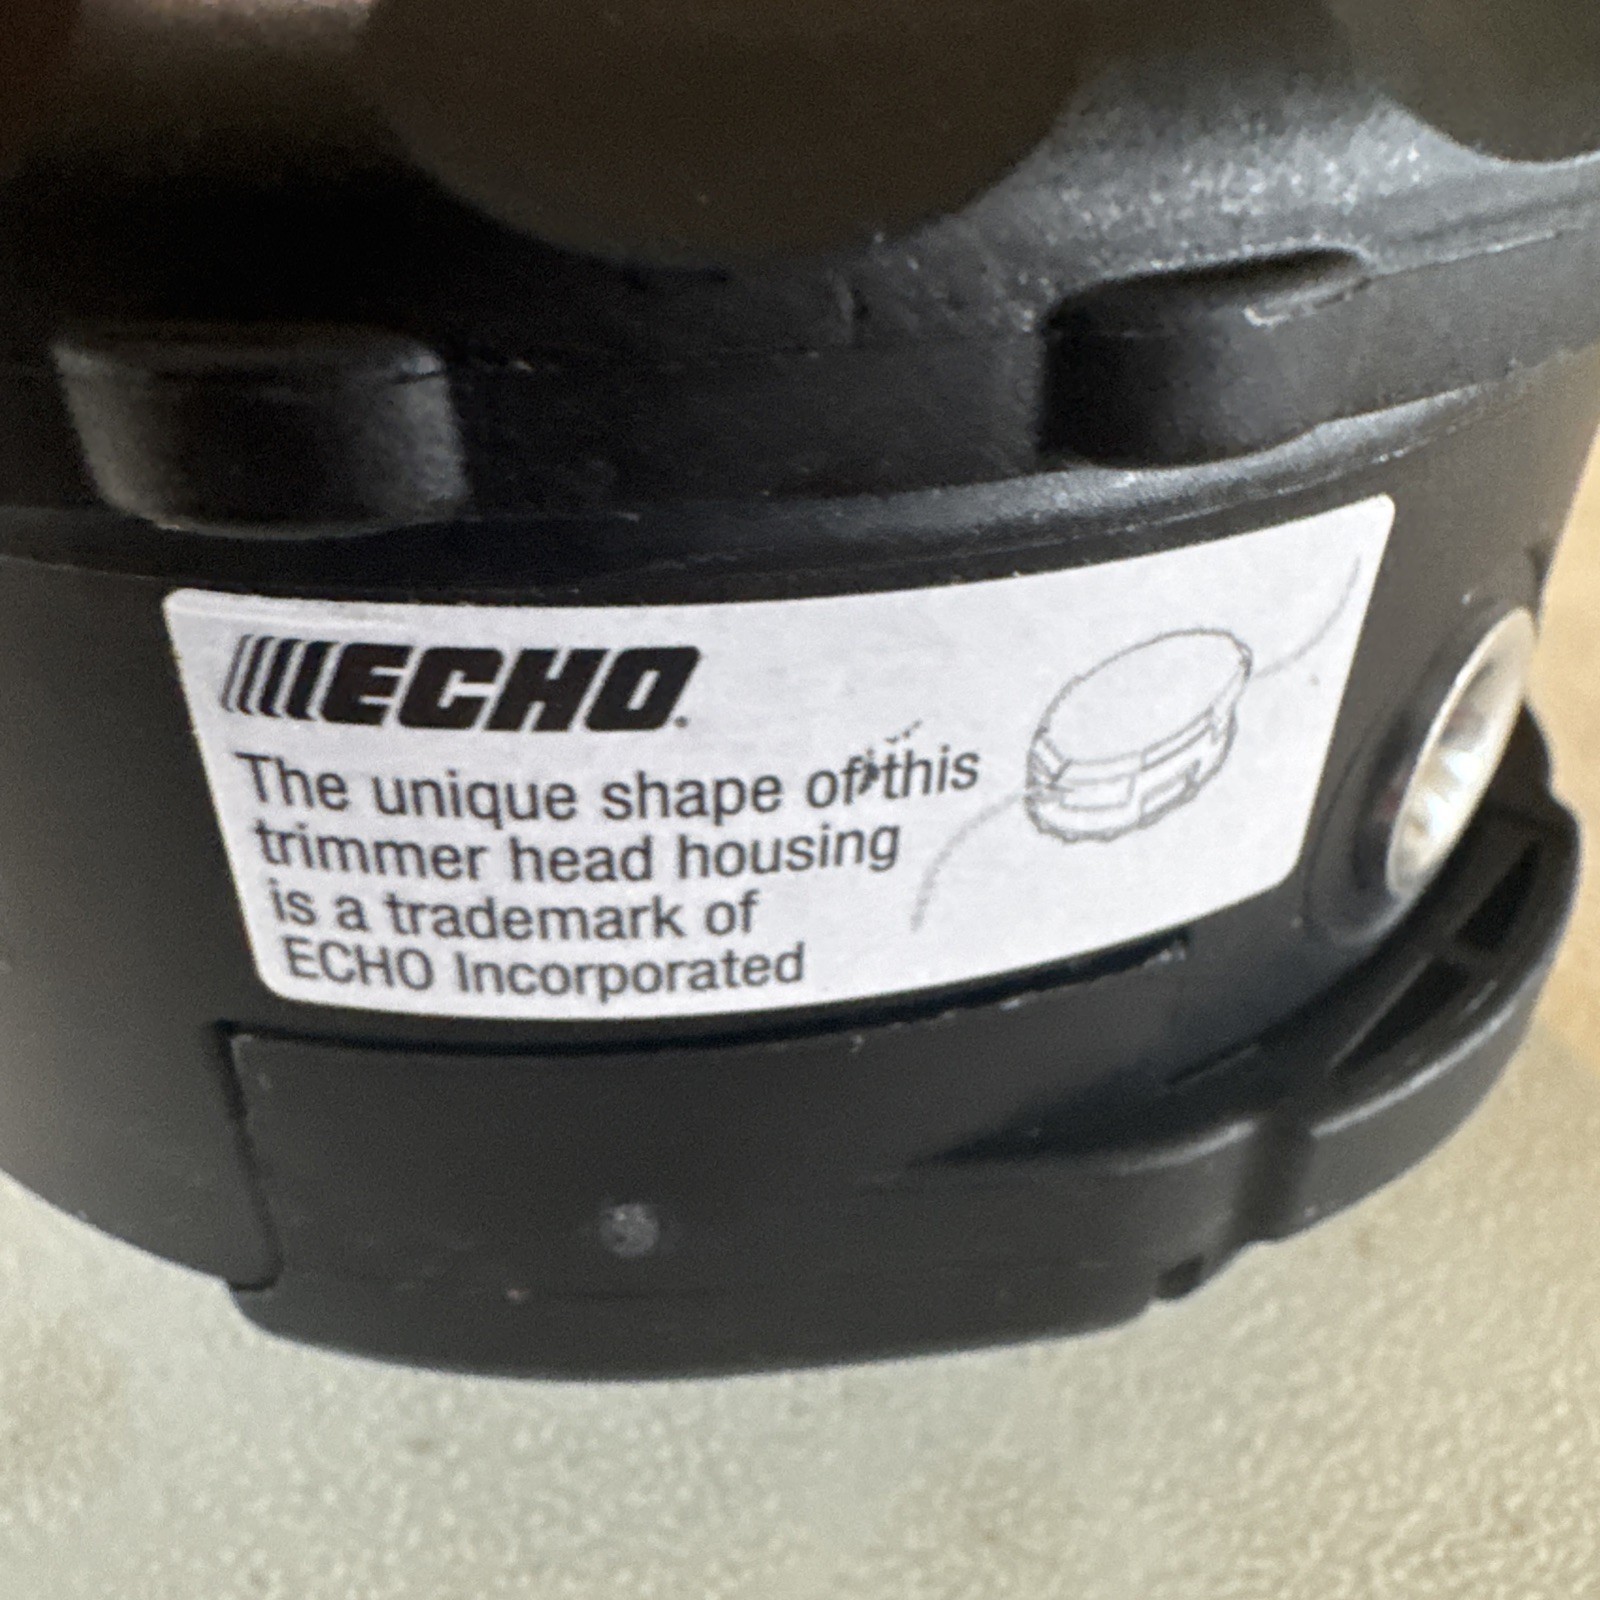 ECHO.
The unique shape of this
trimmer head housing
is a trademark of
ECHO Incorporated